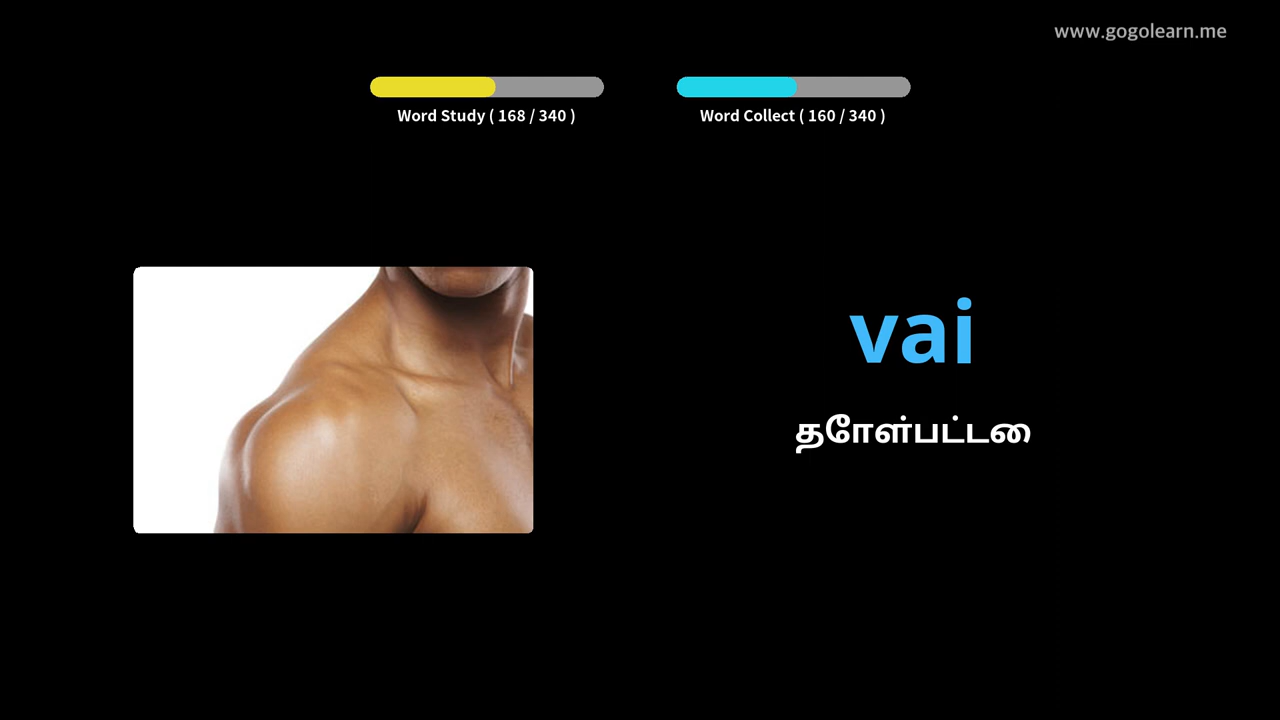 www.gogolearn.me
Word Study ( 168 / 340 )
Word Collect ( 160 / 340 )
vai
தோள்பட்டை